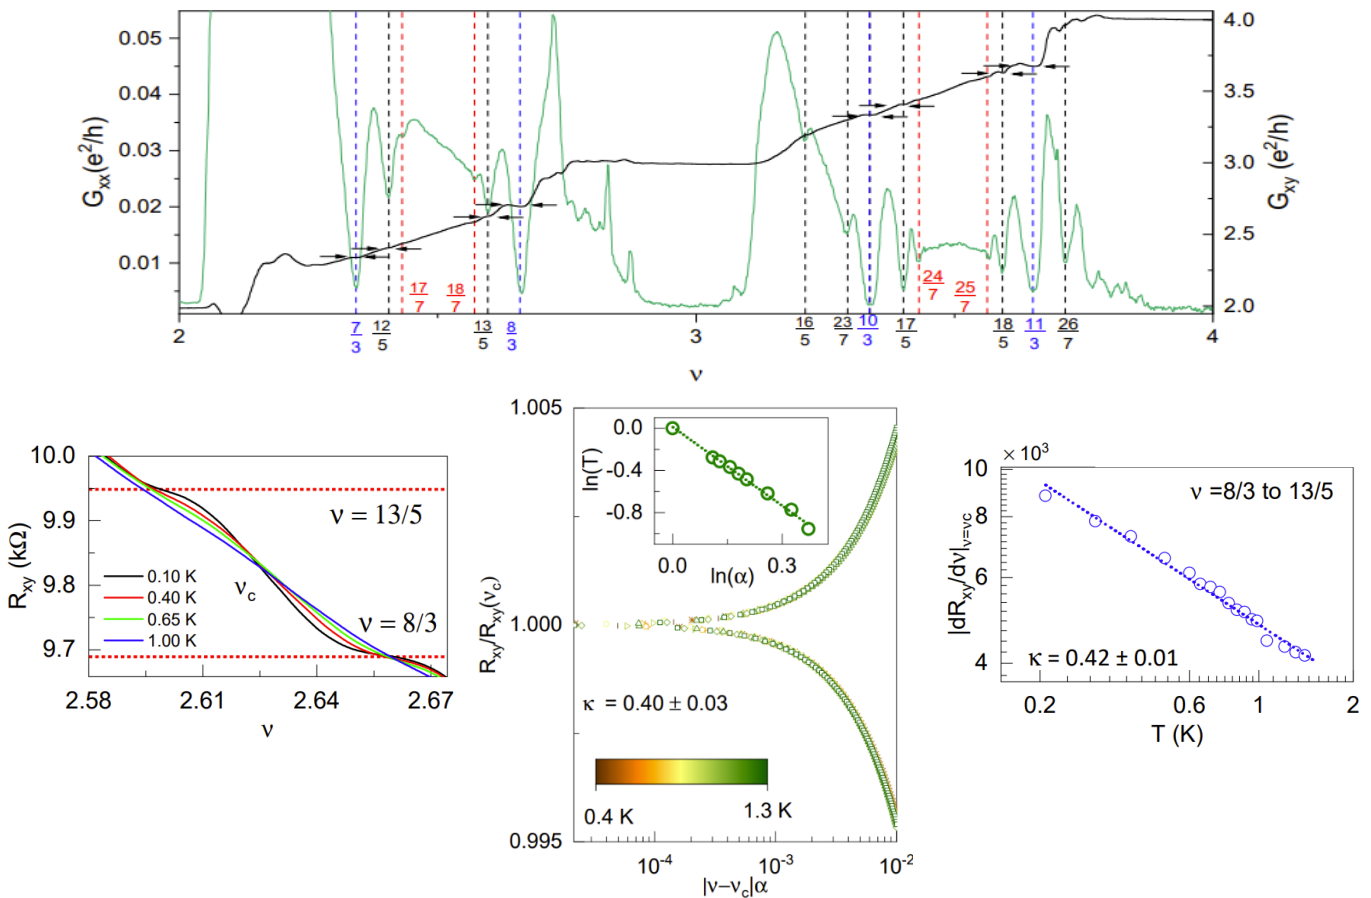 G_xx(e²/h)
0.05
0.04
0.03
0.02
0.01
4.0
3.5
3.0
2.5
2.0
G_xy (e²/h)
17/7
18/7
24/7
25/7
2
7/3
12/5
13/5
8/3
3
16/5
23/7
10/3
17/5
18/5
11/3
26/7
4
ν
R_xy (kΩ)
10.0
9.9
9.8
9.7
ν = 13/5
ν_c
ν = 8/3
0.10 K
0.40 K
0.65 K
1.00 K
2.58
2.61
2.64
2.67
ν
R_xy/R_xy(ν_c)
1.005
1.000
0.995
ln(T)
0.0
-0.4
-0.8
0.0
0.3
ln(α)
κ = 0.40 ± 0.03
0.4 K
1.3 K
10⁻⁴
10⁻³
10⁻²
|ν−ν_c|α
|dR_xy/dν|_ν=νc
× 10³
10
8
6
4
ν =8/3 to 13/5
κ = 0.42 ± 0.01
0.2
0.6
1
2
T (K)